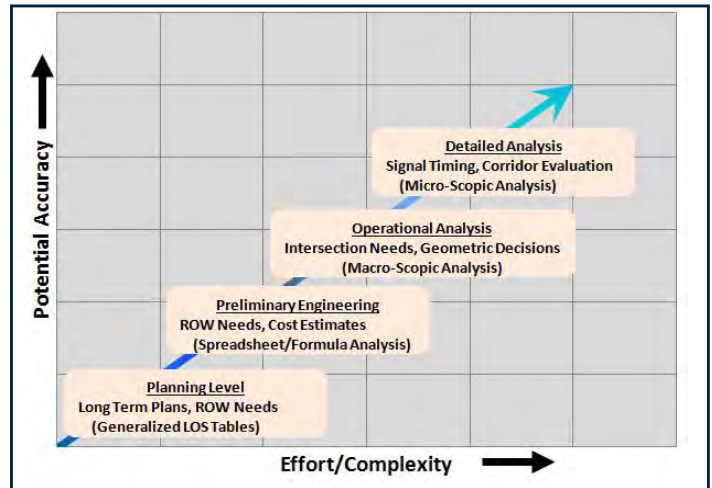 Potential Accuracy
Detailed Analysis
Signal Timing, Corridor Evaluation
(Micro-Scopic Analysis)
Operational Analysis
Intersection Needs, Geometric Decisions
(Macro-Scopic Analysis)
Preliminary Engineering
ROW Needs, Cost Estimates
(Spreadsheet/Formula Analysis)
Planning Level
Long Term Plans, ROW Needs
(Generalized LOS Tables)
Effort/Complexity